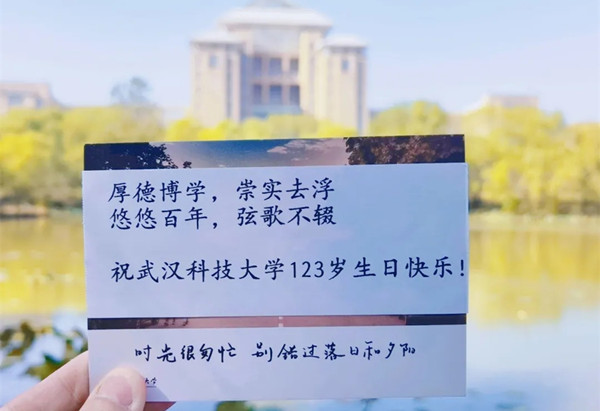 厚德博学，崇实去浮
悠悠百年，弦歌不辍
祝武汉科技大学123岁生日快乐！
时光很匆忙 别错过落日和夕阳
大学